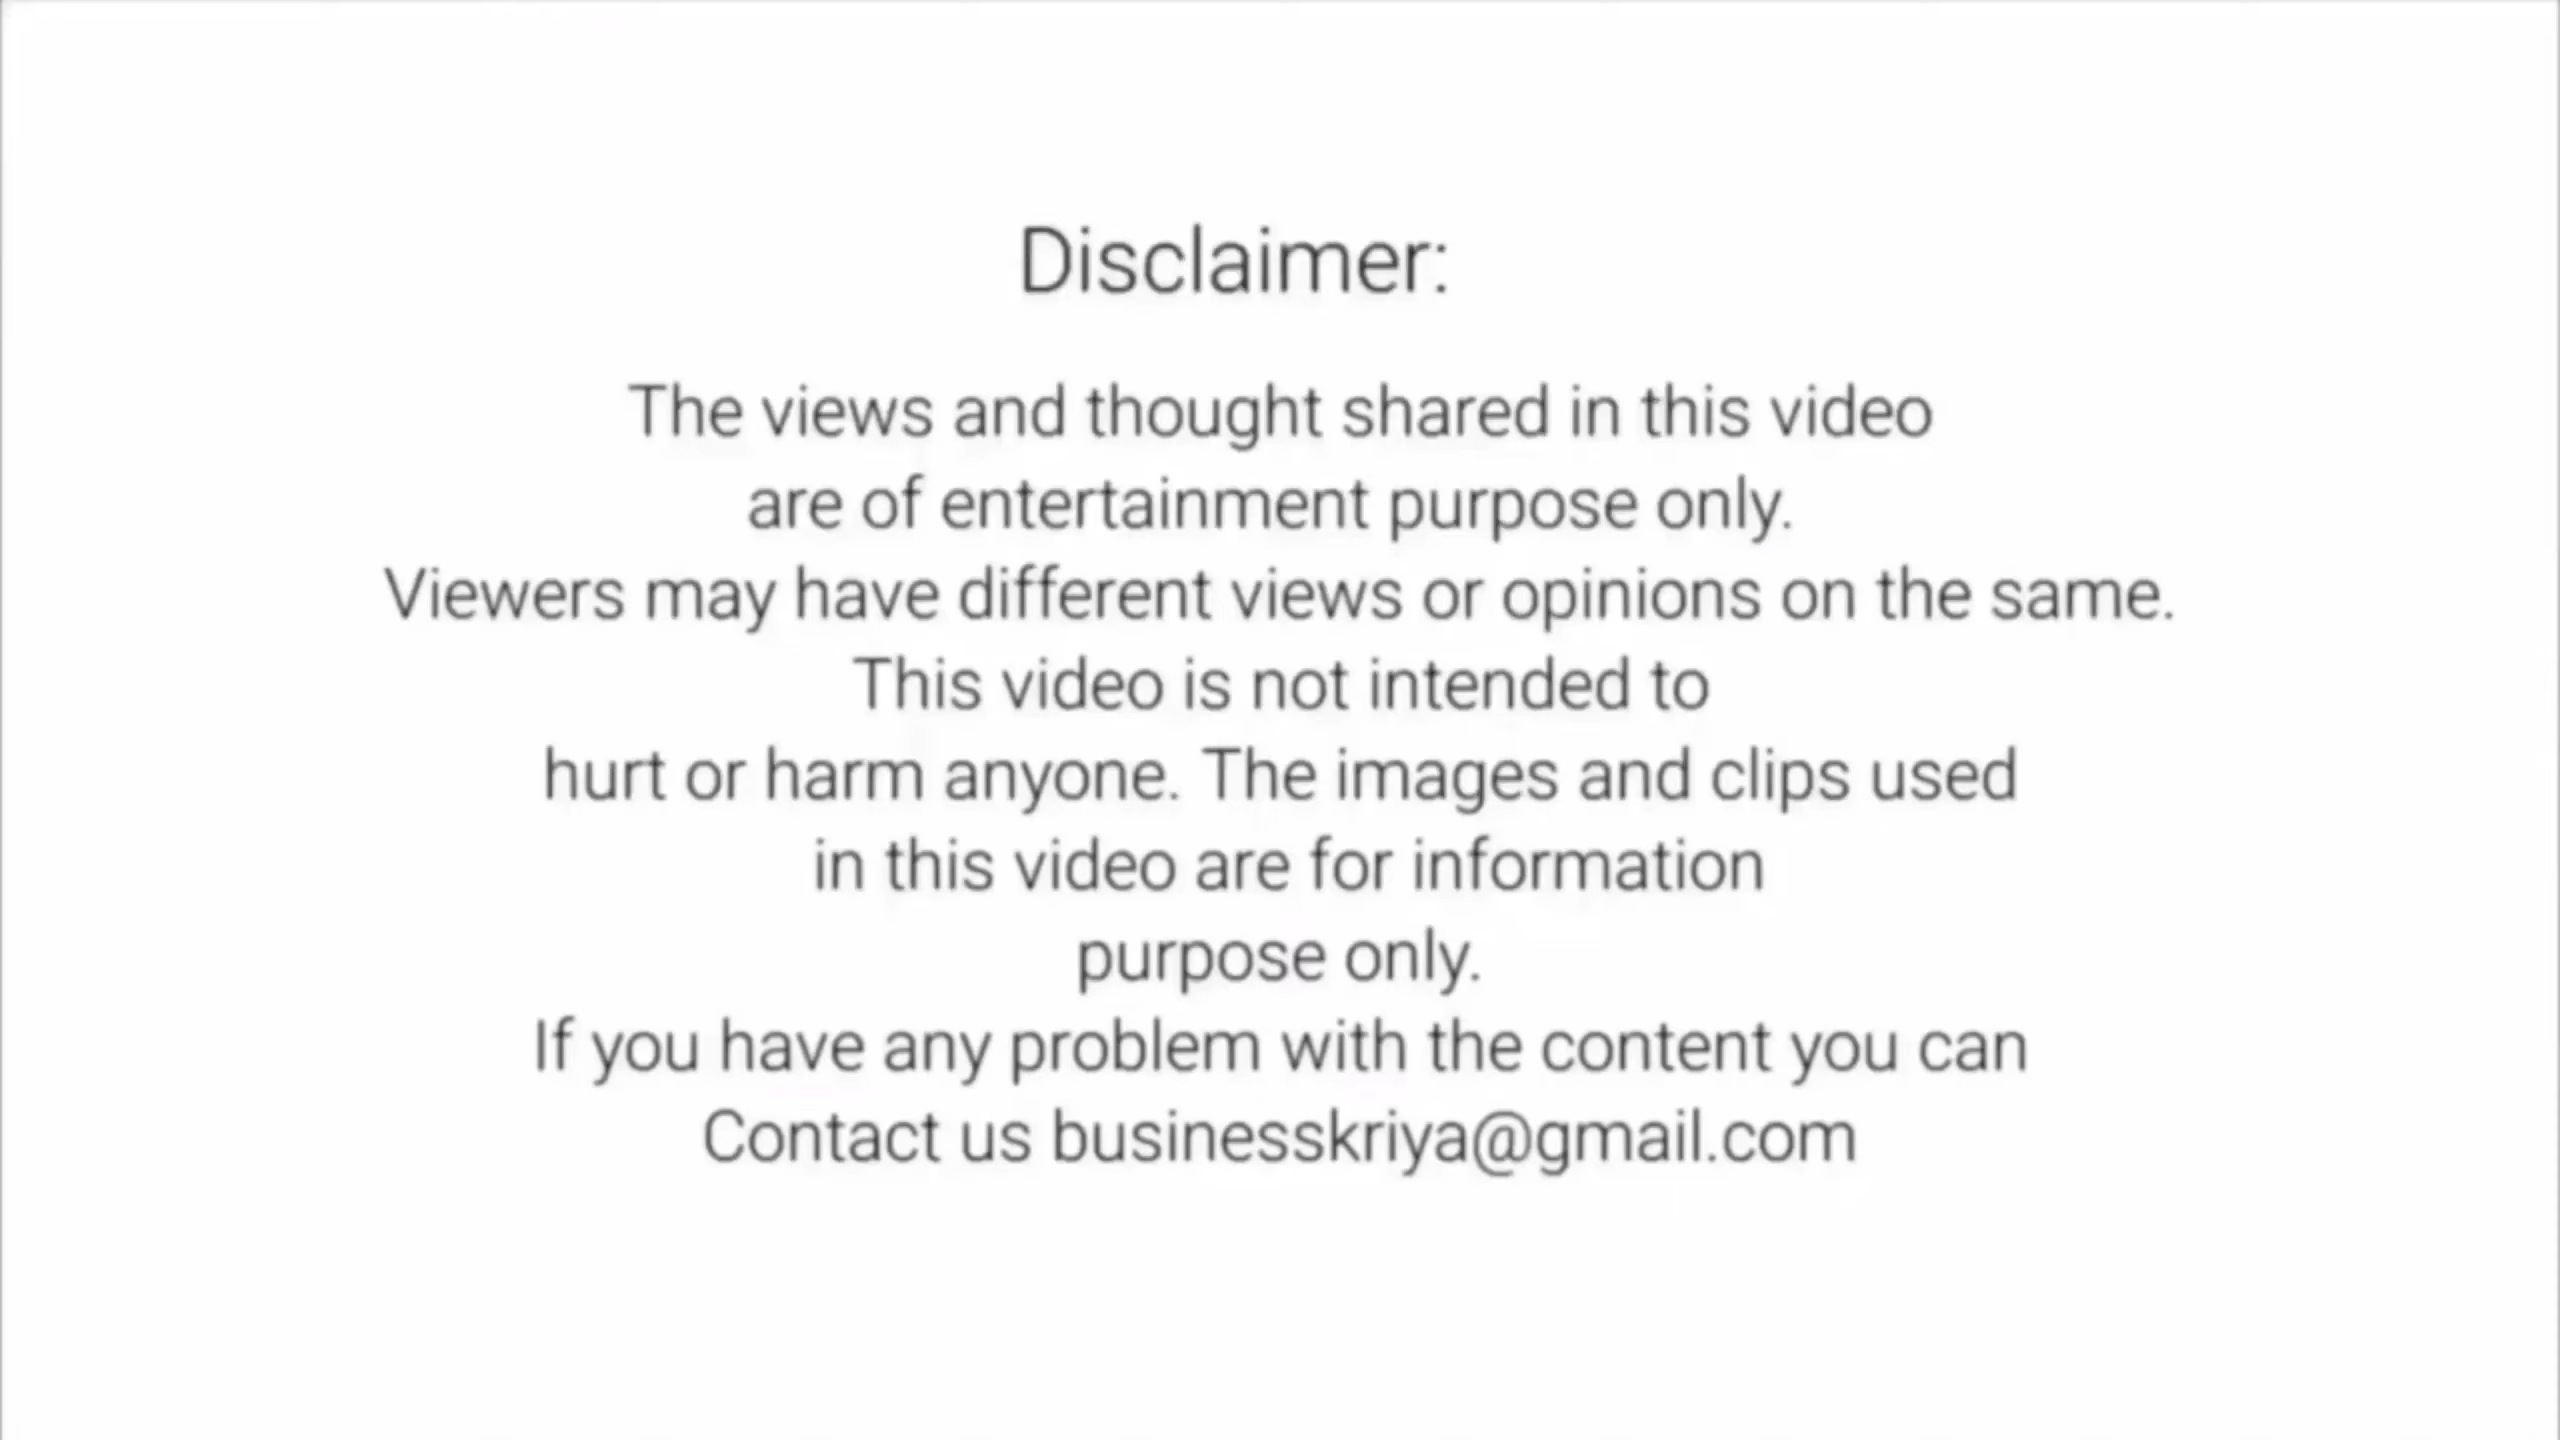 Disclaimer:
The views and thought shared in this video
are of entertainment purpose only.
Viewers may have different views or opinions on the same.
This video is not intended to
hurt or harm anyone. The images and clips used
in this video are for information
purpose only.
If you have any problem with the content you can
Contact us businesskriya@gmail.com